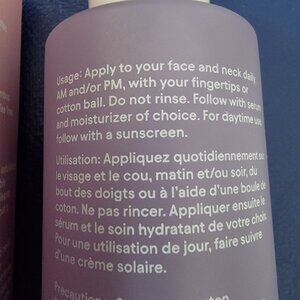 Usage: Apply to your face and neck daily
AM and/or PM, with your fingertips or
cotton ball. Do not rinse. Follow with serum
and moisturizer of choice. For daytime use
follow with a sunscreen.
Utilisation: Appliquez quotidiennement sur
le visage et le cou, matin et/ou soir, du
bout des doigts ou à l'aide d'une boule de
coton. Ne pas rincer. Appliquer ensuite le
sérum et le soin hydratant de votre choix.
Pour une utilisation de jour, faire suivre
d'une crème solaire.